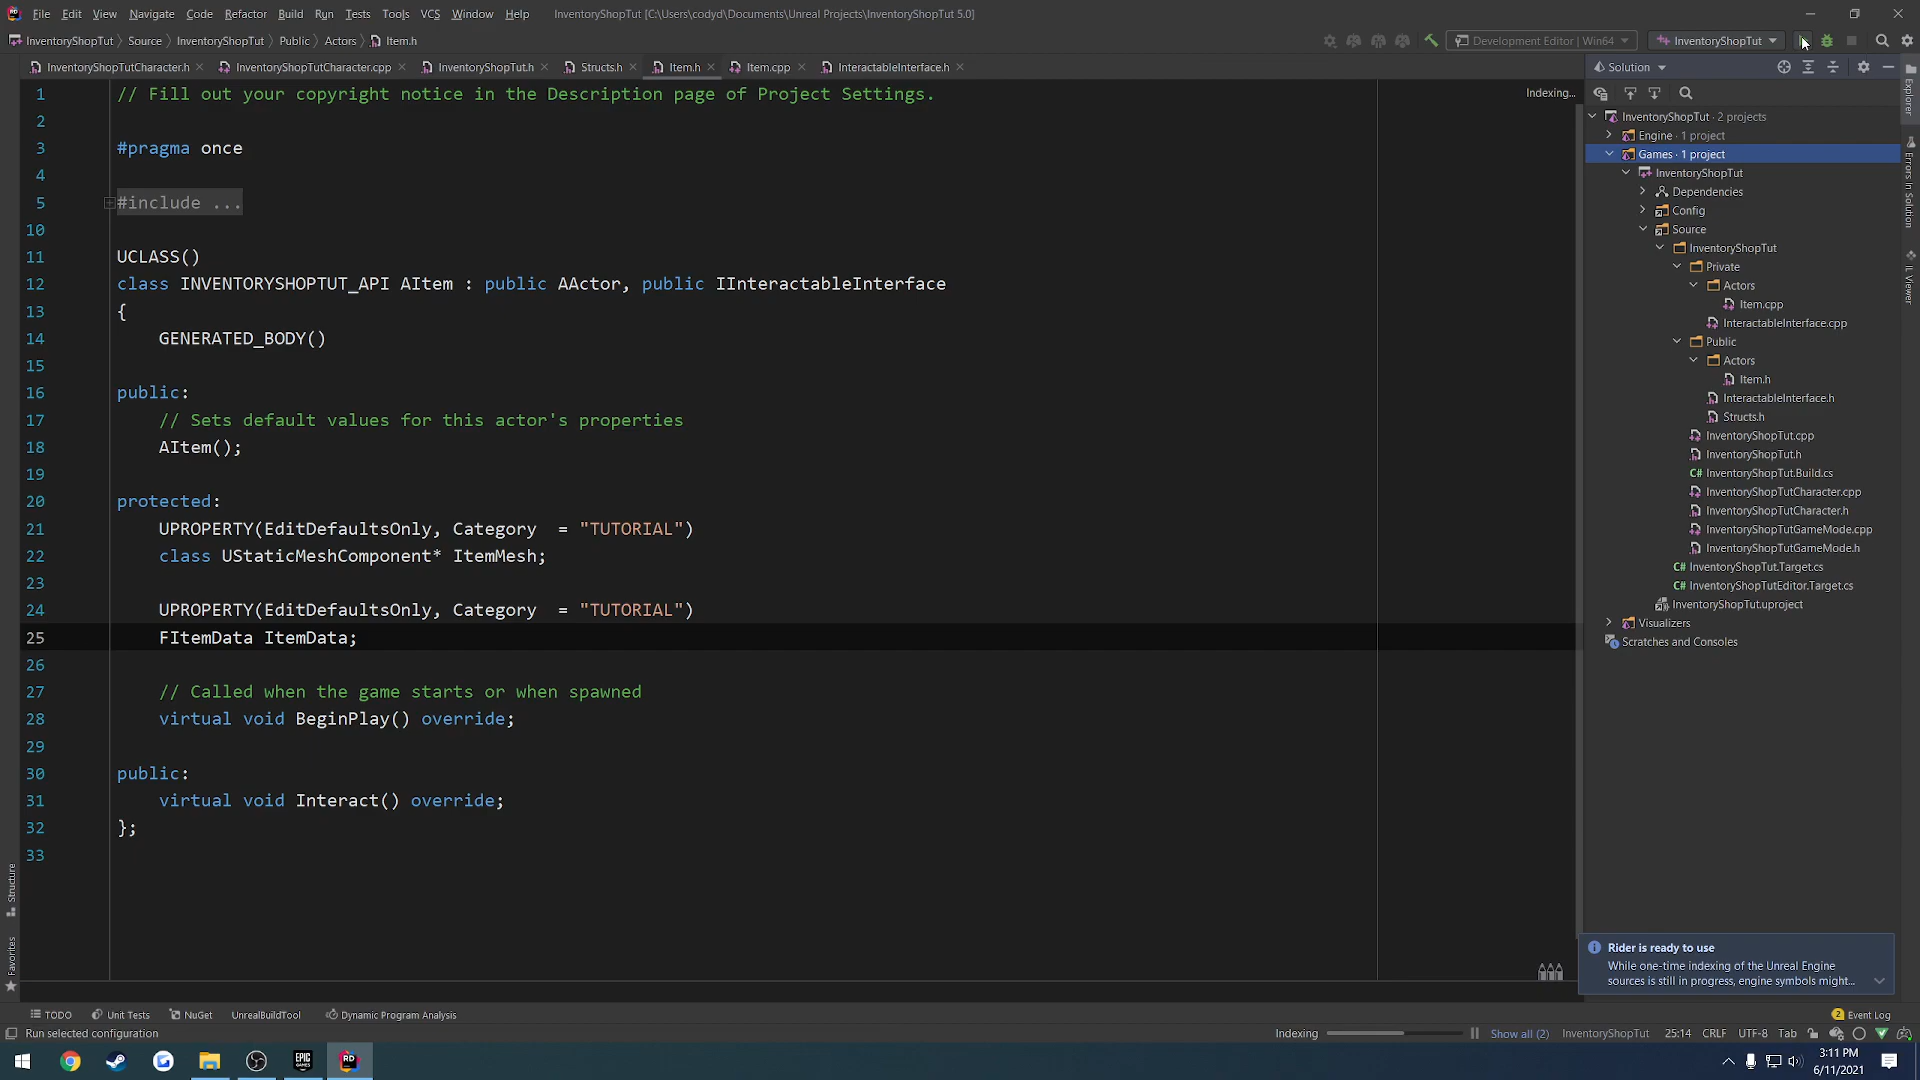 File Edit View Navigate Code Refactor Build Run Tests Tools VCS Window Help InventoryShopTut [C:\Users\codyd\Documents\Unreal Projects\InventoryShopTut 5.0]
InventoryShopTut Source InventoryShopTut Public Actors Item.h Development Editor | Win64 InventoryShopTut
InventoryShopTutCharacter.h InventoryShopTutCharacter.cpp InventoryShopTut.h Structs.h Item.h Item.cpp InteractableInterface.h
1 // Fill out your copyright notice in the Description page of Project Settings.
Indexing...
2
3 #pragma once
4
5 #include ...
10
11 UCLASS()
12 class INVENTORYSHOPTUT_API AItem : public AActor, public IInteractableInterface
13 {
14 GENERATED_BODY()
15
16 public:
17 // Sets default values for this actor's properties
18 AItem();
19
20 protected:
21 UPROPERTY(EditDefaultsOnly, Category  = "TUTORIAL")
22 class UStaticMeshComponent* ItemMesh;
23
24 UPROPERTY(EditDefaultsOnly, Category  = "TUTORIAL")
25 FItemData ItemData;
26
27 // Called when the game starts or when spawned
28 virtual void BeginPlay() override;
29
30 public:
31 virtual void Interact() override;
32 };
33
Solution
InventoryShopTut · 2 projects
Engine · 1 project
Games · 1 project
InventoryShopTut
Dependencies
Config
Source
InventoryShopTut
Private
Actors
Item.cpp
InteractableInterface.cpp
Public
Actors
Item.h
InteractableInterface.h
Structs.h
InventoryShopTut.cpp
InventoryShopTut.h
C# InventoryShopTut.Build.cs
InventoryShopTutCharacter.cpp
InventoryShopTutCharacter.h
InventoryShopTutGameMode.cpp
InventoryShopTutGameMode.h
C# InventoryShopTut.Target.cs
C# InventoryShopTutEditor.Target.cs
InventoryShopTut.uproject
Visualizers
Scratches and Consoles
Explorer
Errors In Solution
IL Viewer
Structure
Favorites
Rider is ready to use
While one-time indexing of the Unreal Engine
sources is still in progress, engine symbols might...
TODO Unit Tests NuGet UnrealBuildTool Dynamic Program Analysis 2 Event Log
Run selected configuration Indexing Show all (2) InventoryShopTut 25:14 CRLF UTF-8 Tab
EPIC GAMES
RD
3:11 PM
6/11/2021